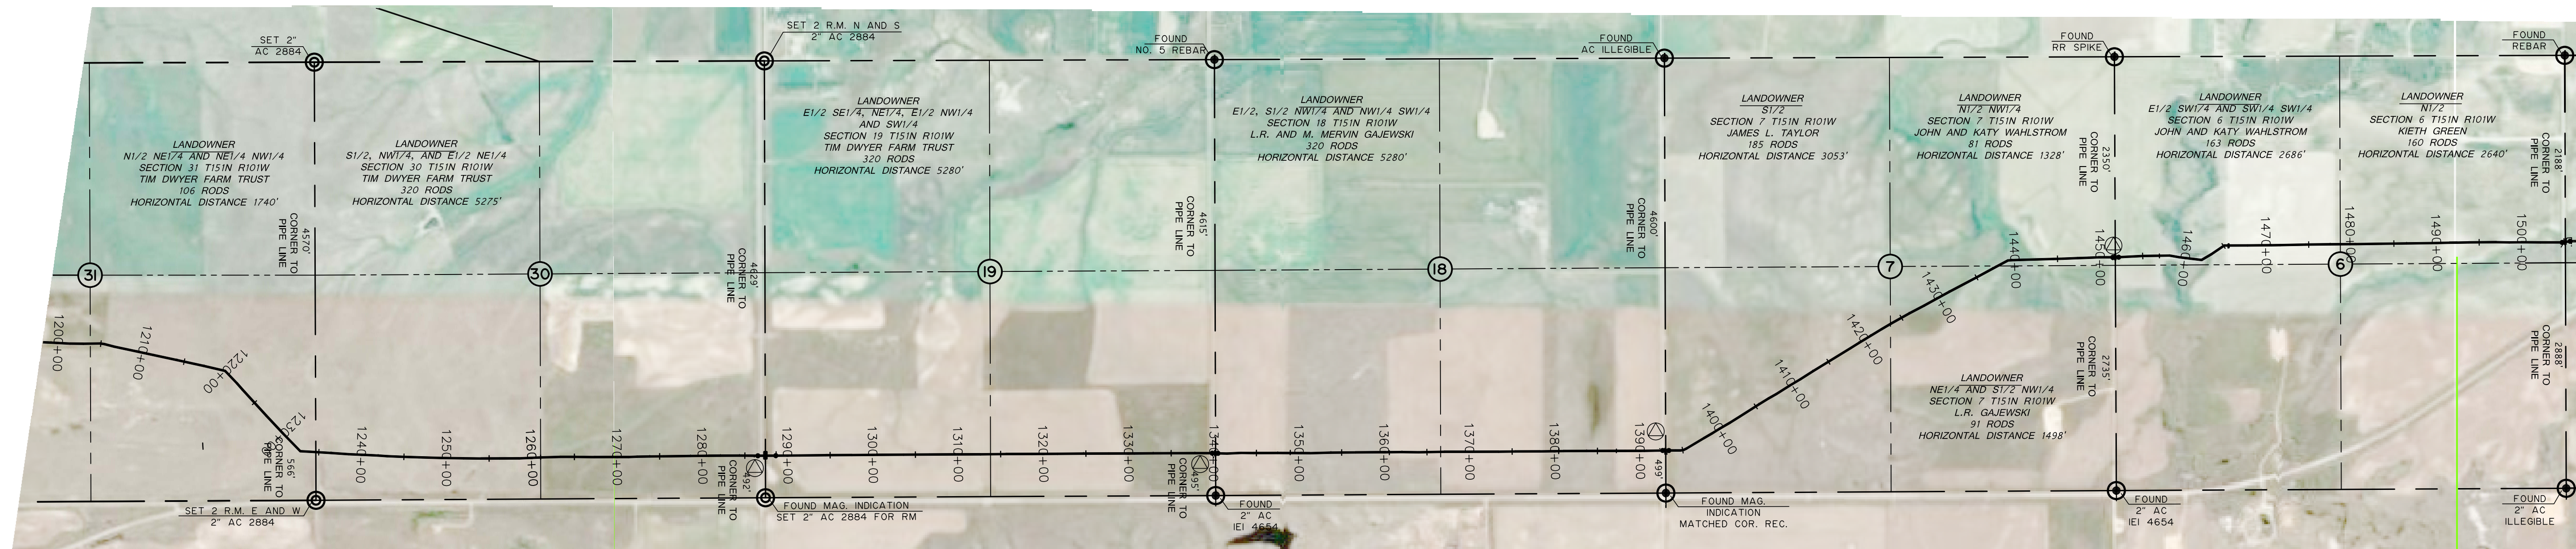 SET 2"
AC 2884
SET 2 R.M. N AND S
2" AC 2884
FOUND
NO. 5 REBAR
FOUND
AC ILLEGIBLE
FOUND
RR SPIKE
FOUND
REBAR
LANDOWNER
N1/2 NE1/4 AND NE1/4 NW1/4
SECTION 31 T151N R101W
TIM DWYER FARM TRUST
106 RODS
HORIZONTAL DISTANCE 1740'
LANDOWNER
S1/2, NW1/4, AND E1/2 NE1/4
SECTION 30 T151N R101W
TIM DWYER FARM TRUST
320 RODS
HORIZONTAL DISTANCE 5275'
LANDOWNER
E1/2 SE1/4, NE1/4, E1/2 NW1/4
AND SW1/4
SECTION 19 T151N R101W
TIM DWYER FARM TRUST
320 RODS
HORIZONTAL DISTANCE 5280'
LANDOWNER
E1/2, S1/2 NW1/4 AND NW1/4 SW1/4
SECTION 18 T151N R101W
L.R. AND M. MERVIN GAJEWSKI
320 RODS
HORIZONTAL DISTANCE 5280'
LANDOWNER
S1/2
SECTION 7 T151N R101W
JAMES L. TAYLOR
185 RODS
HORIZONTAL DISTANCE 3053'
LANDOWNER
N1/2 NW1/4
SECTION 7 T151N R101W
JOHN AND KATY WAHLSTROM
81 RODS
HORIZONTAL DISTANCE 1328'
LANDOWNER
E1/2 SW1/4 AND SW1/4 SW1/4
SECTION 6 T151N R101W
JOHN AND KATY WAHLSTROM
163 RODS
HORIZONTAL DISTANCE 2686'
LANDOWNER
N1/2
SECTION 6 T151N R101W
KIETH GREEN
160 RODS
HORIZONTAL DISTANCE 2640'
4570'
CORNER TO
PIPE LINE
4629'
CORNER TO
PIPE LINE
4615'
CORNER TO
PIPE LINE
4600'
CORNER TO
PIPE LINE
2350'
CORNER TO
PIPE LINE
2188'
CORNER TO
PIPE LINE
31
30
19
18
7
6
1200+00
1210+00
1220+00
1230+
1240+00
1250+00
1260+00
1270+00
1280+00
1290+00
1300+00
1310+00
1320+00
1330+00
1340+00
1350+00
1360+00
1370+00
1380+00
1390+00
1400+00
1410+00
1420+00
1430+00
1440+00
1450+00
1460+00
1470+00
1480+00
1490+00
1500+00
566'
CORNER TO
PIPE LINE
492'
CORNER TO
PIPE LINE
495'
CORNER TO
PIPE LINE
499'
2735'
CORNER TO
PIPE LINE
2888'
CORNER TO
PIPE LINE
LANDOWNER
NE1/4 AND S1/2 NW1/4
SECTION 7 T151N R101W
L.R. GAJEWSKI
91 RODS
HORIZONTAL DISTANCE 1498'
SET 2 R.M. E AND W
2" AC 2884
FOUND MAG. INDICATION
SET 2" AC 2884 FOR RM
FOUND
2" AC
IEI 4654
FOUND MAG.
INDICATION
MATCHED COR. REC.
FOUND
2" AC
IEI 4654
FOUND
2" AC
ILLEGIBLE